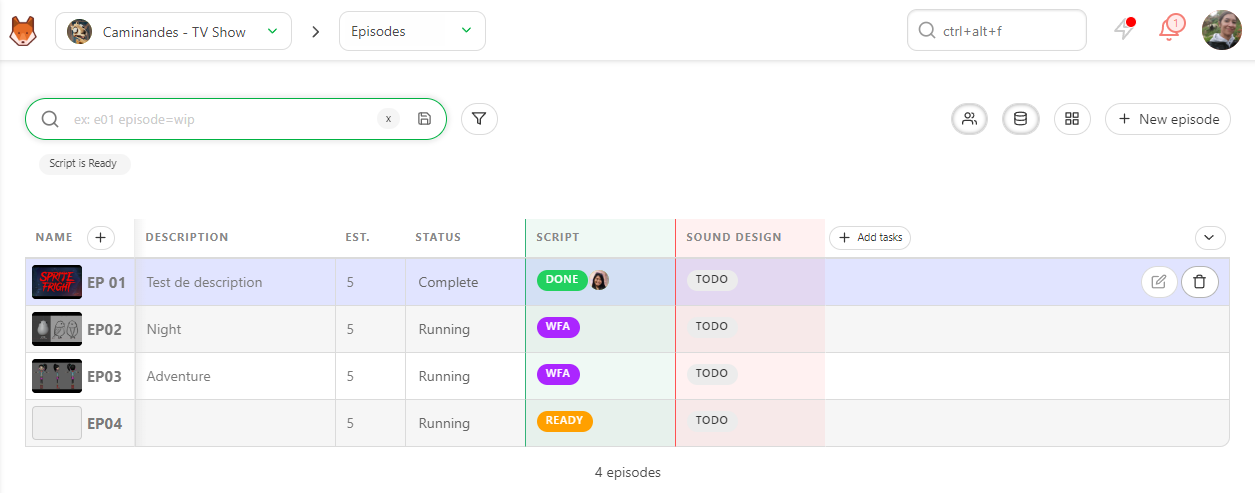 Caminandes - TV Show
Episodes
ctrl+alt+f
1
ex: e01 episode=wip
x
New episode
Script is Ready
NAME DESCRIPTION EST. STATUS SCRIPT SOUND DESIGN Add tasks
SPRITE FRIGHT EP 01 Test de description 5 Complete DONE TODO
EP02 Night 5 Running WFA TODO
EP03 Adventure 5 Running WFA TODO
EP04 5 Running READY TODO
4 episodes